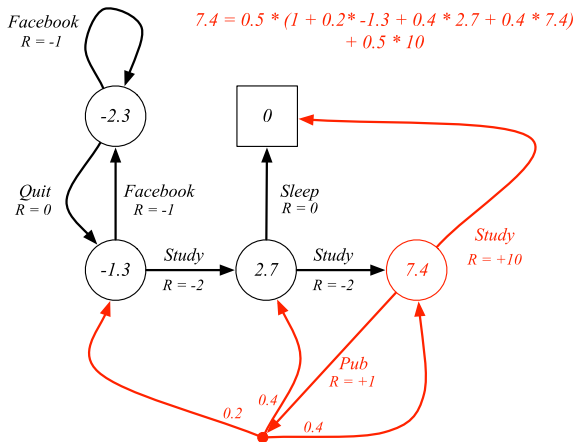 Facebook
R = -1
7.4 = 0.5 * (1 + 0.2* -1.3 + 0.4 * 2.7 + 0.4 * 7.4)
+ 0.5 * 10
-2.3
0
Quit
R = 0
Facebook
R = -1
Sleep
R = 0
Study
R = +10
-1.3
Study
R = -2
2.7
Study
R = -2
7.4
Pub
R = +1
0.2
0.4
0.4